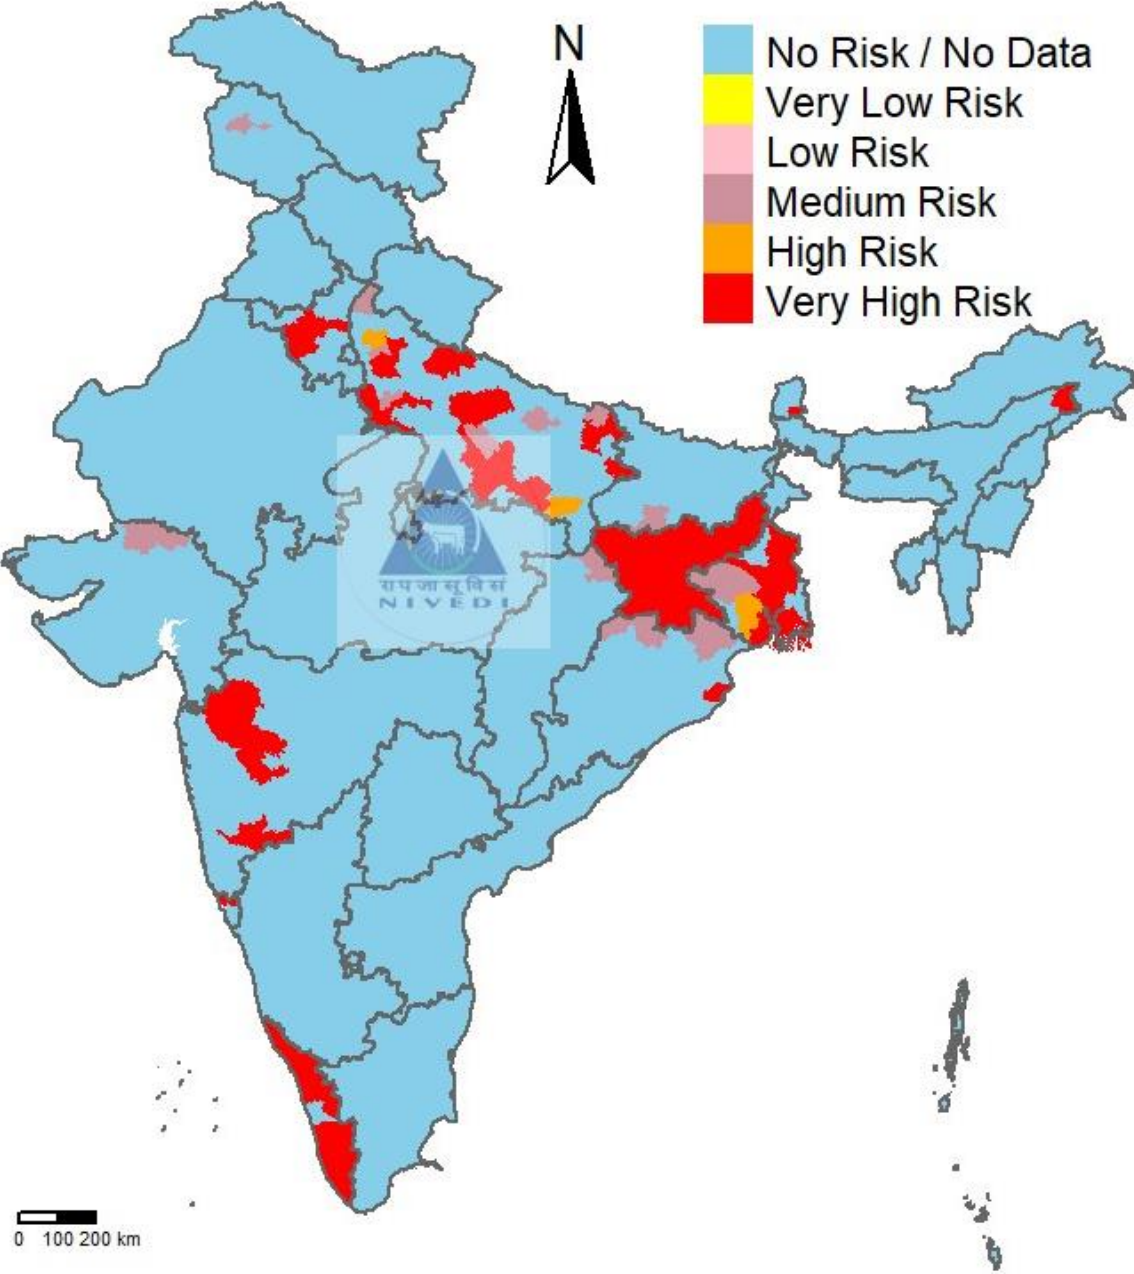 N
No Risk / No Data
Very Low Risk
Low Risk
Medium Risk
High Risk
Very High Risk
रा प जा सू वि सं
NIVEDI
0 100 200 km